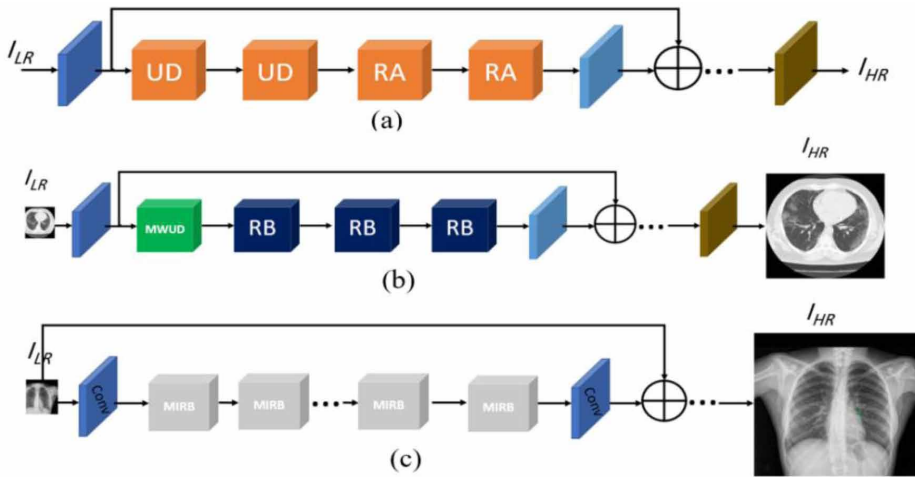 I_LR
UD UD RA RA
I_HR
(a)
I_HR
I_LR
MWUD RB RB RB
(b)
I_HR
I_LR
Conv MIRB MIRB MIRB MIRB Conv
(c)